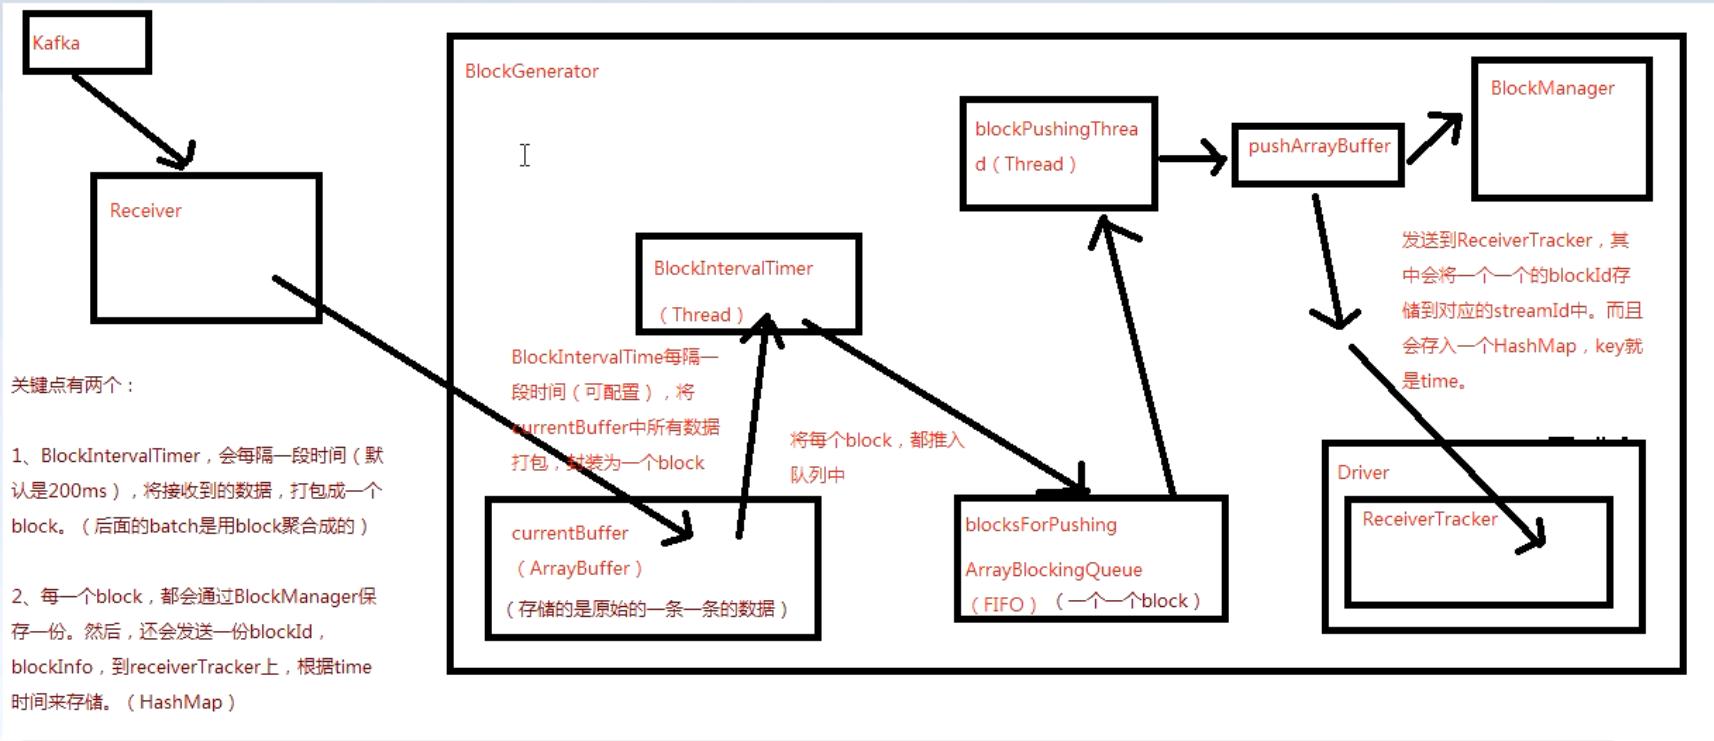 Kafka
Receiver
关键点有两个：
1、BlockIntervalTimer，会每隔一段时间（默
认是200ms），将接收到的数据，打包成一个
block。（后面的batch是用block聚合成的）
2、每一个block，都会通过BlockManager保
存一份。然后，还会发送一份blockId，
blockInfo，到receiverTracker上，根据time
时间来存储。（HashMap）
BlockGenerator
BlockIntervalTimer
（Thread）
BlockIntervalTime每隔一
段时间（可配置），将
currentBuffer中所有数据
打包，封装为一个block
currentBuffer
（ArrayBuffer）
（存储的是原始的一条一条的数据）
将每个block，都推入
队列中
blocksForPushing
ArrayBlockingQueue
（FIFO）（一个一个block）
blockPushingThrea
d（Thread）
pushArrayBuffer
BlockManager
发送到ReceiverTracker，其
中会将一个一个的blockId存
储到对应的streamId中。而且
会存入一个HashMap，key就
是time。
Driver
ReceiverTracker